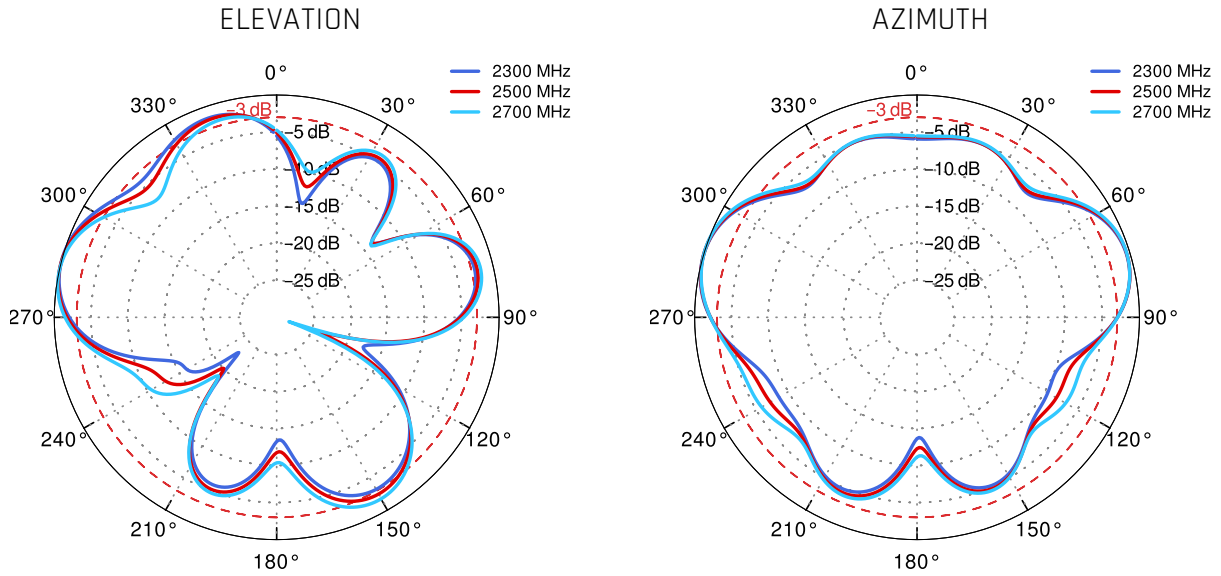 ELEVATION
0°
30°
60°
90°
120°
150°
180°
210°
240°
270°
300°
330°
−3 dB
−5 dB
−10 dB
−15 dB
−20 dB
−25 dB
2300 MHz
2500 MHz
2700 MHz
AZIMUTH
0°
30°
60°
90°
120°
150°
180°
210°
240°
270°
300°
330°
−3 dB
−5 dB
−10 dB
−15 dB
−20 dB
−25 dB
2300 MHz
2500 MHz
2700 MHz